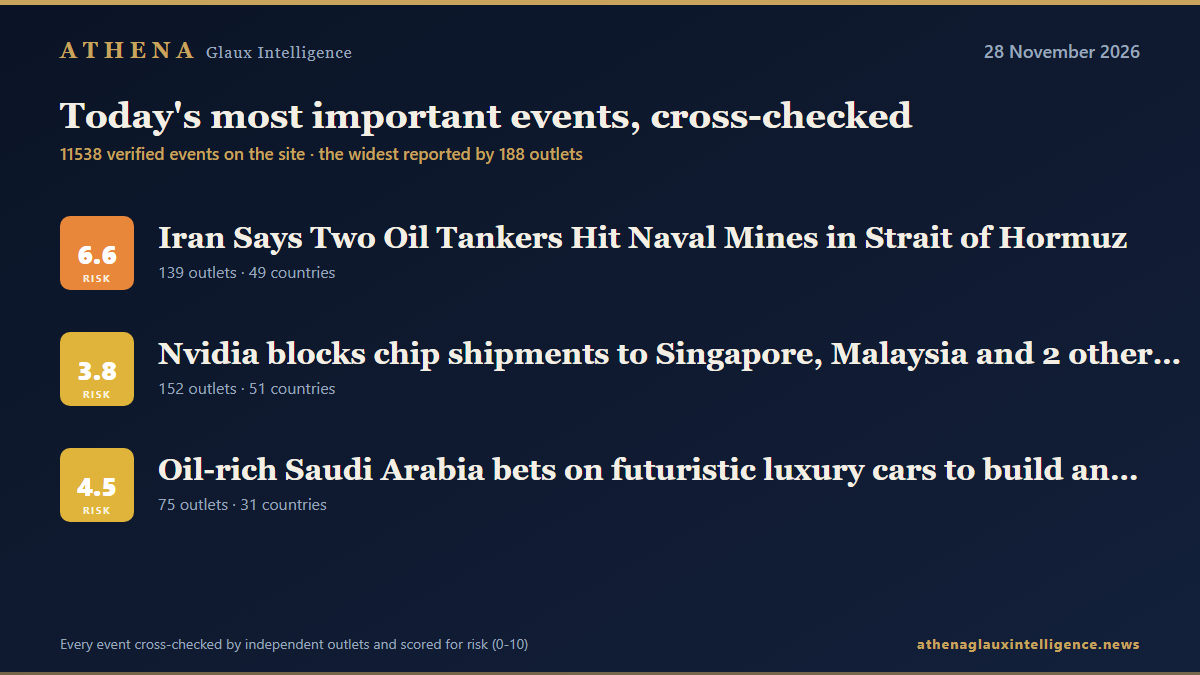 ATHENA Glaux Intelligence
28 November 2026
Today's most important events, cross-checked
11538 verified events on the site · the widest reported by 188 outlets
6.6
RISK
Iran Says Two Oil Tankers Hit Naval Mines in Strait of Hormuz
139 outlets · 49 countries
3.8
RISK
Nvidia blocks chip shipments to Singapore, Malaysia and 2 other…
152 outlets · 51 countries
4.5
RISK
Oil-rich Saudi Arabia bets on futuristic luxury cars to build an…
75 outlets · 31 countries
Every event cross-checked by independent outlets and scored for risk (0-10)
athenaglauxintelligence.news